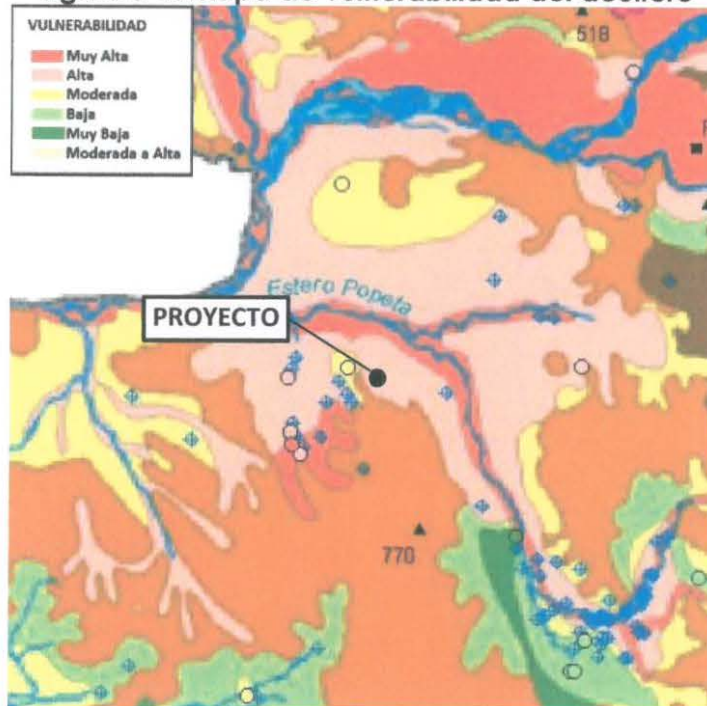 VULNERABILIDAD
Muy Alta
Alta
Moderada
Baja
Muy Baja
Moderada a Alta
518
Estero Popeta
PROYECTO
770